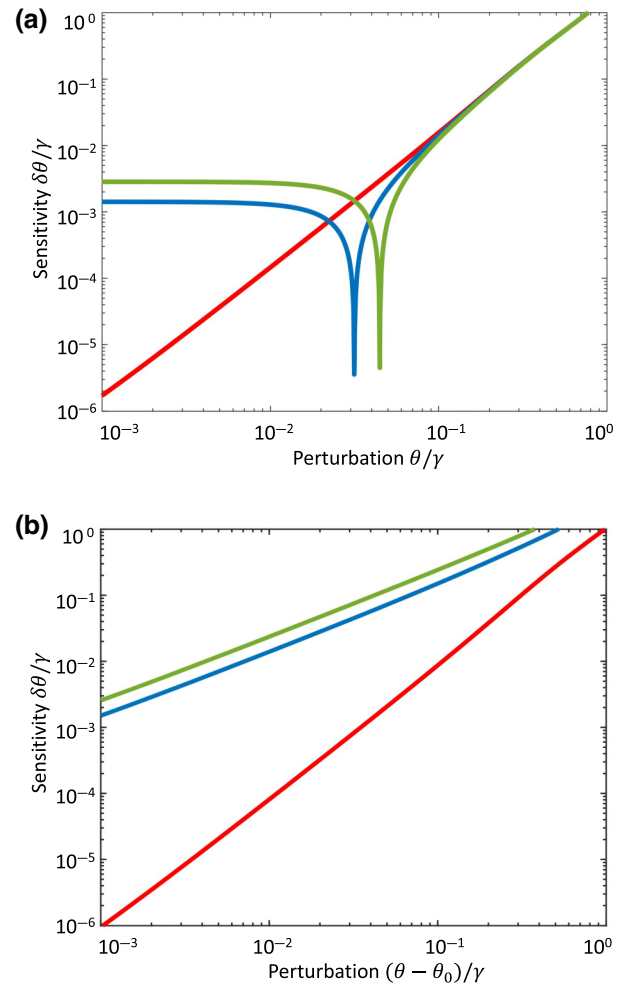 (a)
10⁰
10⁻¹
10⁻²
10⁻³
10⁻⁴
10⁻⁵
10⁻⁶
Sensitivity δθ/γ
10⁻³ 10⁻² 10⁻¹ 10⁰
Perturbation θ/γ
(b)
10⁰
10⁻¹
10⁻²
10⁻³
10⁻⁴
10⁻⁵
10⁻⁶
Sensitivity δθ/γ
10⁻³ 10⁻² 10⁻¹ 10⁰
Perturbation (θ − θ₀)/γ